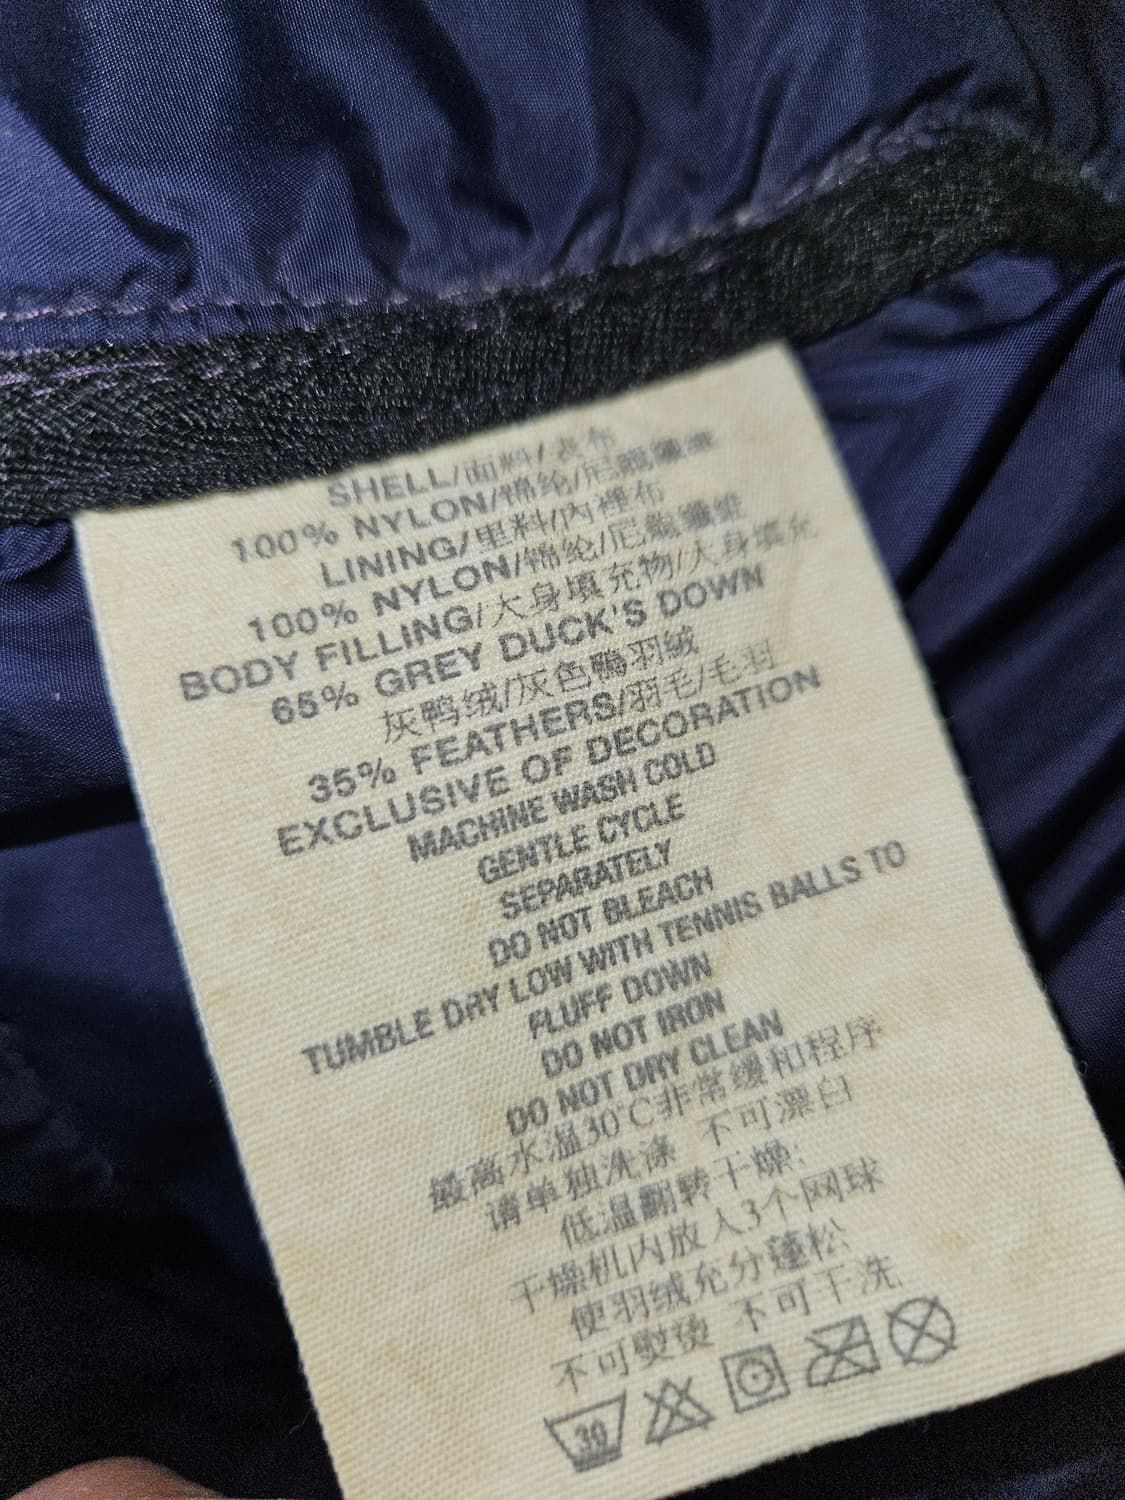 SHELL/面料/表布
100% NYLON/锦纶/尼龍纖維
LINING/里料/内裡布
100% NYLON/锦纶/尼龍纖維
BODY FILLING/大身填充物/大身填充
65% GREY DUCK'S DOWN
灰鸭绒/灰色鴨羽絨
35% FEATHERS/羽毛/毛羽
EXCLUSIVE OF DECORATION
MACHINE WASH COLD
GENTLE CYCLE
SEPARATELY
DO NOT BLEACH
TUMBLE DRY LOW WITH TENNIS BALLS TO
FLUFF DOWN
DO NOT IRON
DO NOT DRY CLEAN
最高水温30°C非常缓和程序
请单独洗涤 不可漂白
低温翻转干燥;
干燥机内放入3个网球
使羽绒充分蓬松
不可熨烫 不可干洗
30